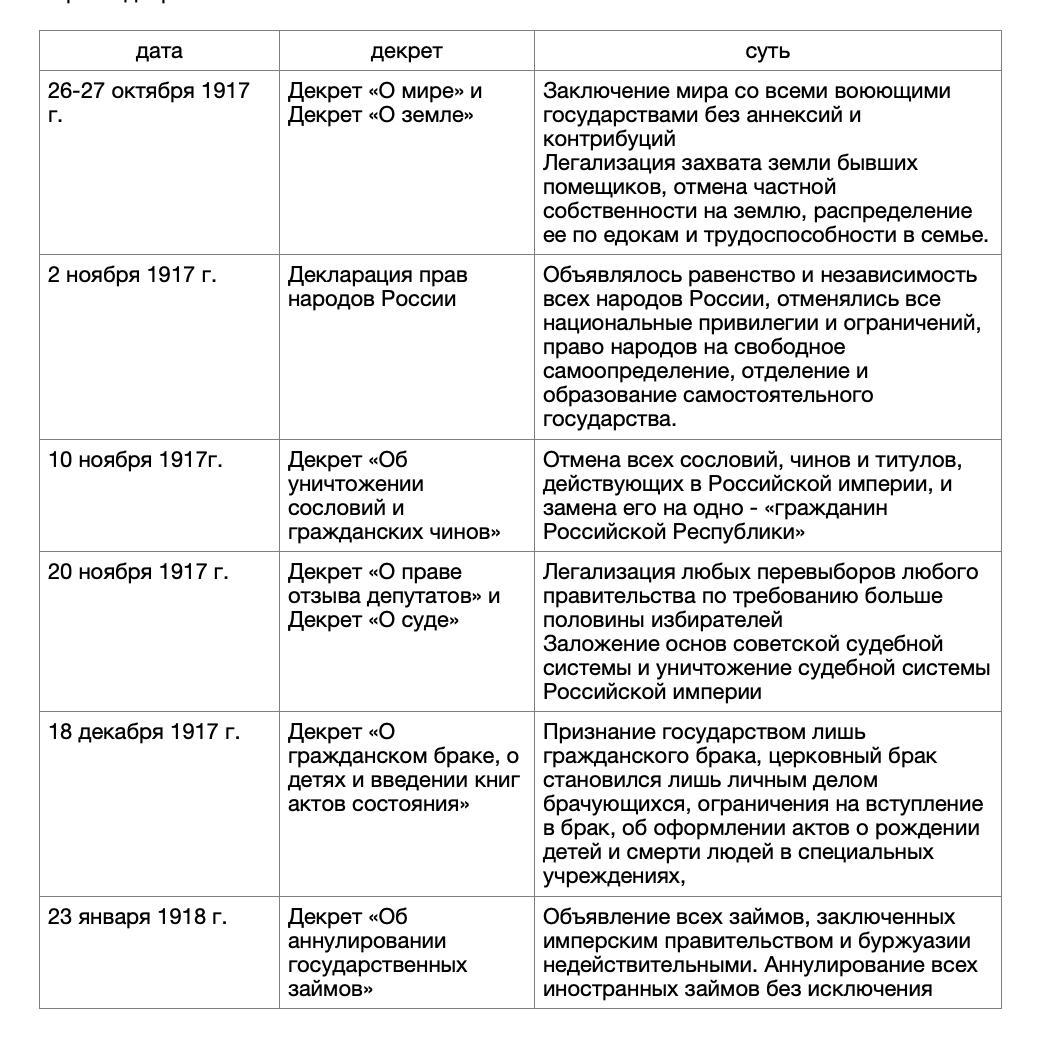 дата
декрет
суть
26-27 октября 1917
г.
Декрет «О мире» и
Декрет «О земле»
Заключение мира со всеми воюющими
государствами без аннексий и
контрибуций
Легализация захвата земли бывших
помещиков, отмена частной
собственности на землю, распределение
ее по едокам и трудоспособности в семье.
2 ноября 1917 г.
Декларация прав
народов России
Объявлялось равенство и независимость
всех народов России, отменялись все
национальные привилегии и ограничений,
право народов на свободное
самоопределение, отделение и
образование самостоятельного
государства.
10 ноября 1917г.
Декрет «Об
уничтожении
сословий и
гражданских чинов»
Отмена всех сословий, чинов и титулов,
действующих в Российской империи, и
замена его на одно - «гражданин
Российской Республики»
20 ноября 1917 г.
Декрет «О праве
отзыва депутатов» и
Декрет «О суде»
Легализация любых перевыборов любого
правительства по требованию больше
половины избирателей
Заложение основ советской судебной
системы и уничтожение судебной системы
Российской империи
18 декабря 1917 г.
Декрет «О
гражданском браке, о
детях и введении книг
актов состояния»
Признание государством лишь
гражданского брака, церковный брак
становился лишь личным делом
брачующихся, ограничения на вступление
в брак, об оформлении актов о рождении
детей и смерти людей в специальных
учреждениях,
23 января 1918 г.
Декрет «Об
аннулировании
государственных
займов»
Объявление всех займов, заключенных
имперским правительством и буржуазии
недействительными. Аннулирование всех
иностранных займов без исключения